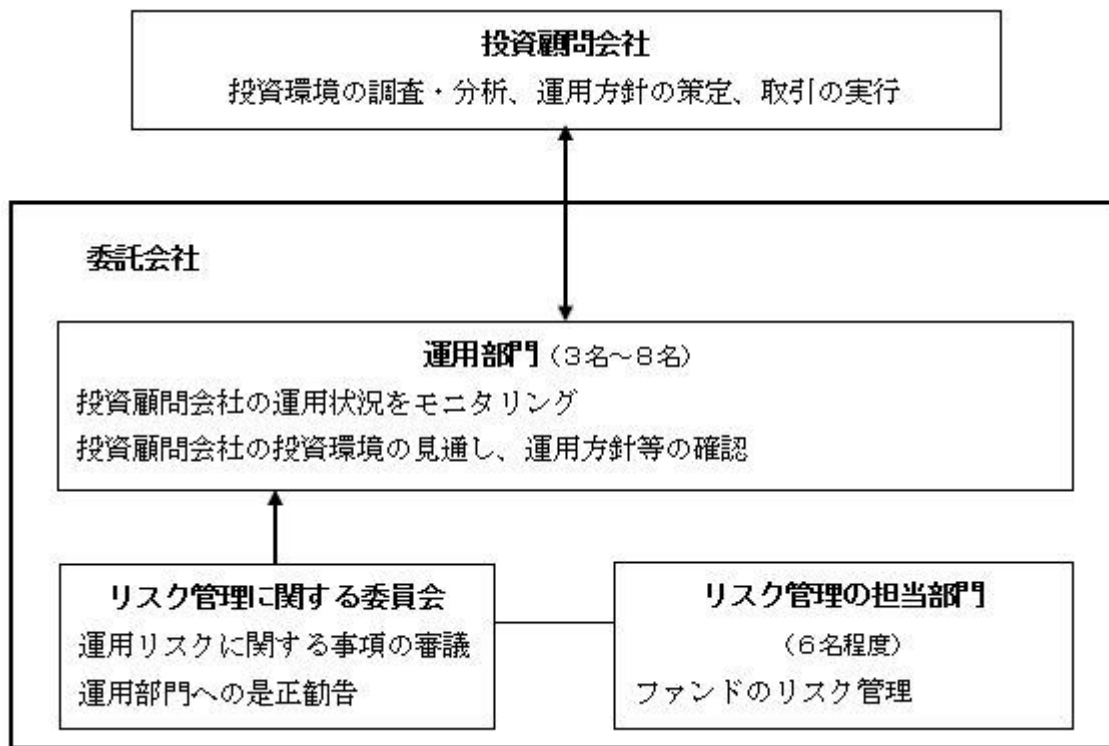 投資顧問会社
投資環境の調査・分析、運用方針の策定、取引の実行
委託会社
運用部門（３名～８名）
投資顧問会社の運用状況をモニタリング
投資顧問会社の投資環境の見通し、運用方針等の確認
リスク管理に関する委員会
運用リスクに関する事項の審議
運用部門への是正勧告
リスク管理の担当部門
（６名程度）
ファンドのリスク管理